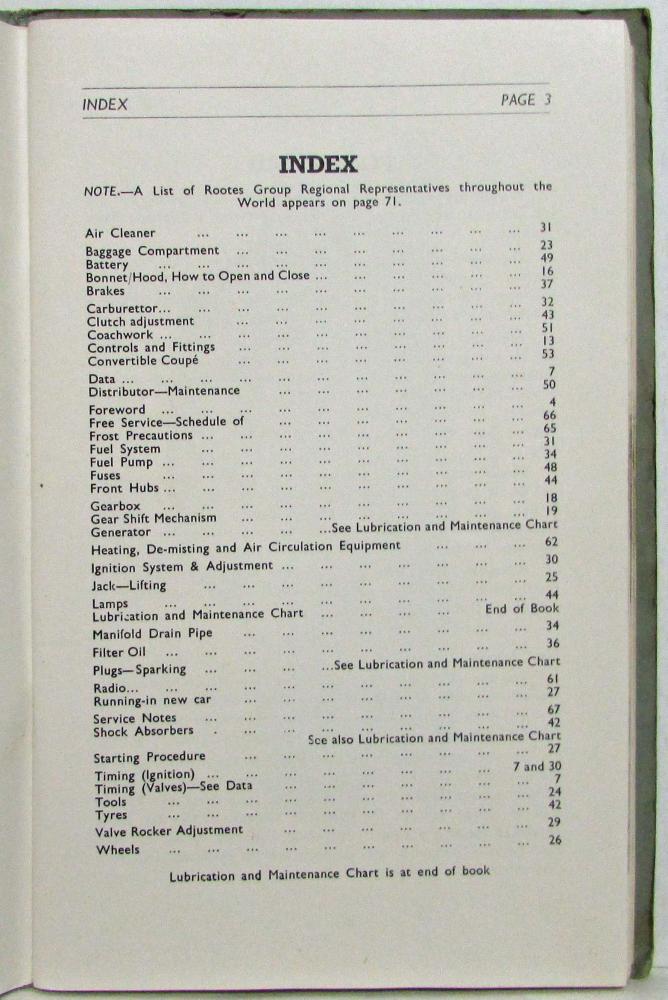 INDEX PAGE 3
INDEX
NOTE.—A List of Rootes Group Regional Representatives throughout the
World appears on page 71.
Air Cleaner ... ... ... ... ... ... ... ... ... 31
Baggage Compartment ... ... ... ... ... ... ... ... 23
Battery ... ... ... ... ... ... ... ... ... ... 49
Bonnet/Hood, How to Open and Close ... ... ... ... ... ... 16
Brakes ... ... ... ... ... ... ... ... ... ... 37
Carburettor... ... ... ... ... ... ... ... ... ... 32
Clutch adjustment ... ... ... ... ... ... ... ... 43
Coachwork ... ... ... ... ... ... ... ... ... ... 51
Controls and Fittings ... ... ... ... ... ... ... ... 13
Convertible Coupé ... ... ... ... ... ... ... ... 53
Data ... ... ... ... ... ... ... ... ... ... ... 7
Distributor—Maintenance ... ... ... ... ... ... ... 50
Foreword ... ... ... ... ... ... ... ... ... ... 4
Free Service—Schedule of ... ... ... ... ... ... ... 66
Frost Precautions ... ... ... ... ... ... ... ... ... 65
Fuel System ... ... ... ... ... ... ... ... ... 31
Fuel Pump ... ... ... ... ... ... ... ... ... ... 34
Fuses ... ... ... ... ... ... ... ... ... ... 48
Front Hubs ... ... ... ... ... ... ... ... ... ... 44
Gearbox ... ... ... ... ... ... ... ... ... ... 18
Gear Shift Mechanism ... ... ... ... ... ... ... ... 19
Generator ... ... ... ... ...See Lubrication and Maintenance Chart
Heating, De-misting and Air Circulation Equipment ... ... ... 62
Ignition System & Adjustment ... ... ... ... ... ... ... 30
Jack—Lifting ... ... ... ... ... ... ... ... ... 25
Lamps ... ... ... ... ... ... ... ... ... ... 44
Lubrication and Maintenance Chart ... ... ... ... End of Book
Manifold Drain Pipe ... ... ... ... ... ... ... ... 34
Filter Oil ... ... ... ... ... ... ... ... ... ... 36
Plugs—Sparking ... ... ... ...See Lubrication and Maintenance Chart
Radio... ... ... ... ... ... ... ... ... ... ... 61
Running-in new car ... ... ... ... ... ... ... ... 27
Service Notes ... ... ... ... ... ... ... ... ... 67
Shock Absorbers . ... ... ... ... ... ... ... ... 42
See also Lubrication and Maintenance Chart
Starting Procedure ... ... ... ... ... ... ... ... 27
Timing (Ignition) ... ... ... ... ... ... ... ... 7 and 30
Timing (Valves)—See Data ... ... ... ... ... ... ... 7
Tools ... ... ... ... ... ... ... ... ... ... 24
Tyres ... ... ... ... ... ... ... ... ... ... 42
Valve Rocker Adjustment ... ... ... ... ... ... ... 29
Wheels ... ... ... ... ... ... ... ... ... ... 26
Lubrication and Maintenance Chart is at end of book